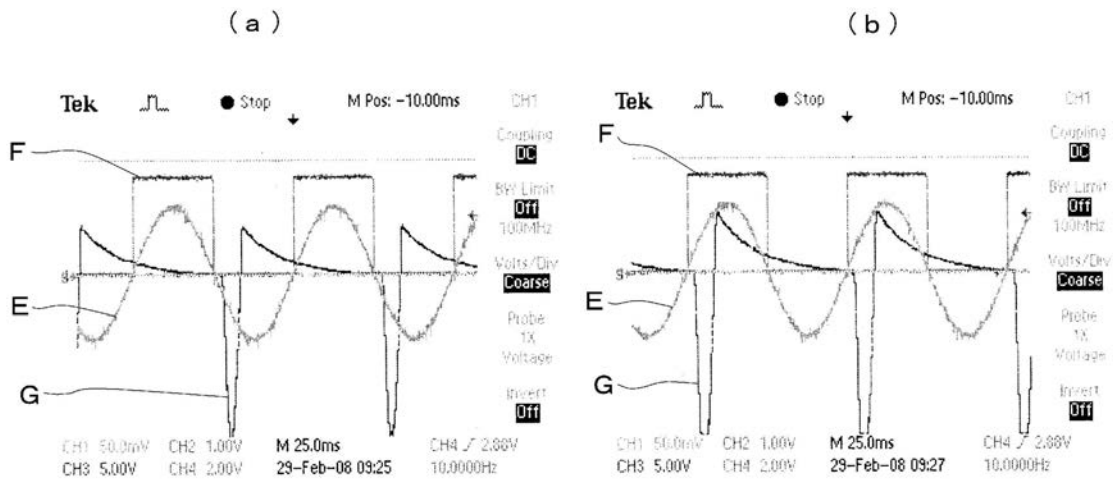 (a)
Tek Stop M Pos: -10.00ms CH1
Coupling
DC
BW Limit
Off
100MHz
Volts/Div
Coarse
Probe
1X
Voltage
Invert
Off
F
E
G
CH1 50.0mV CH2 1.00V M 25.0ms CH4 2.88V
CH3 5.00V CH4 2.00V 29-Feb-08 09:25 10.0000Hz
(b)
Tek Stop M Pos: -10.00ms CH1
Coupling
DC
BW Limit
Off
100MHz
Volts/Div
Coarse
Probe
1X
Voltage
Invert
Off
F
E
G
CH1 50.0mV CH2 1.00V M 25.0ms CH4 2.88V
CH3 5.00V CH4 2.00V 29-Feb-08 09:27 10.0000Hz